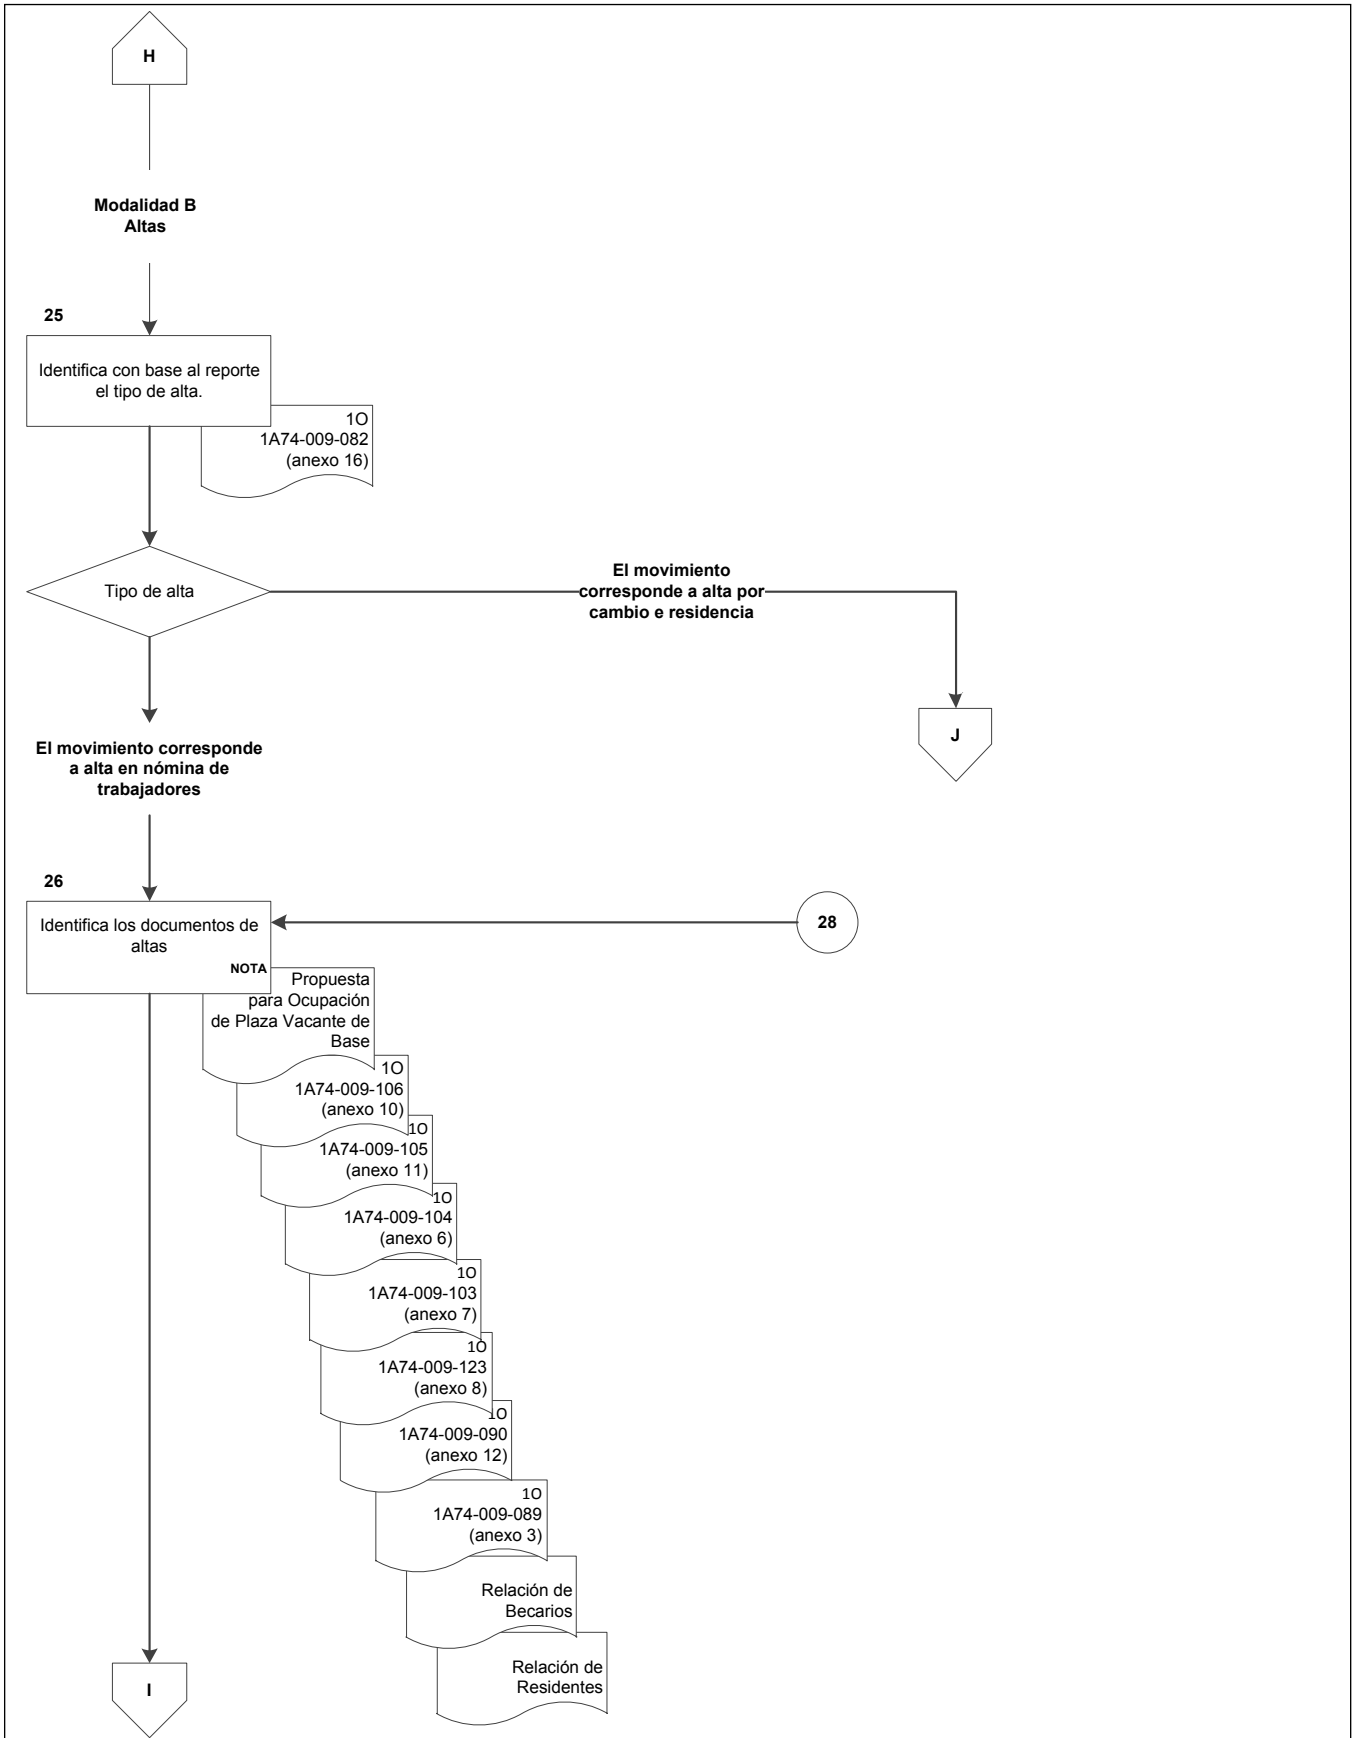 H
Modalidad B
Altas
25
Identifica con base al reporte
el tipo de alta.
1O
1A74-009-082
(anexo 16)
Tipo de alta
El movimiento
corresponde a alta por
cambio e residencia
J
El movimiento corresponde
a alta en nómina de
trabajadores
26
Identifica los documentos de
altas
NOTA
28
Propuesta
para Ocupación
de Plaza Vacante de
Base
1O
1A74-009-106
(anexo 10)
1O
1A74-009-105
(anexo 11)
1O
1A74-009-104
(anexo 6)
1O
1A74-009-103
(anexo 7)
1O
1A74-009-123
(anexo 8)
1O
1A74-009-090
(anexo 12)
1O
1A74-009-089
(anexo 3)
Relación de
Becarios
Relación de
Residentes
I